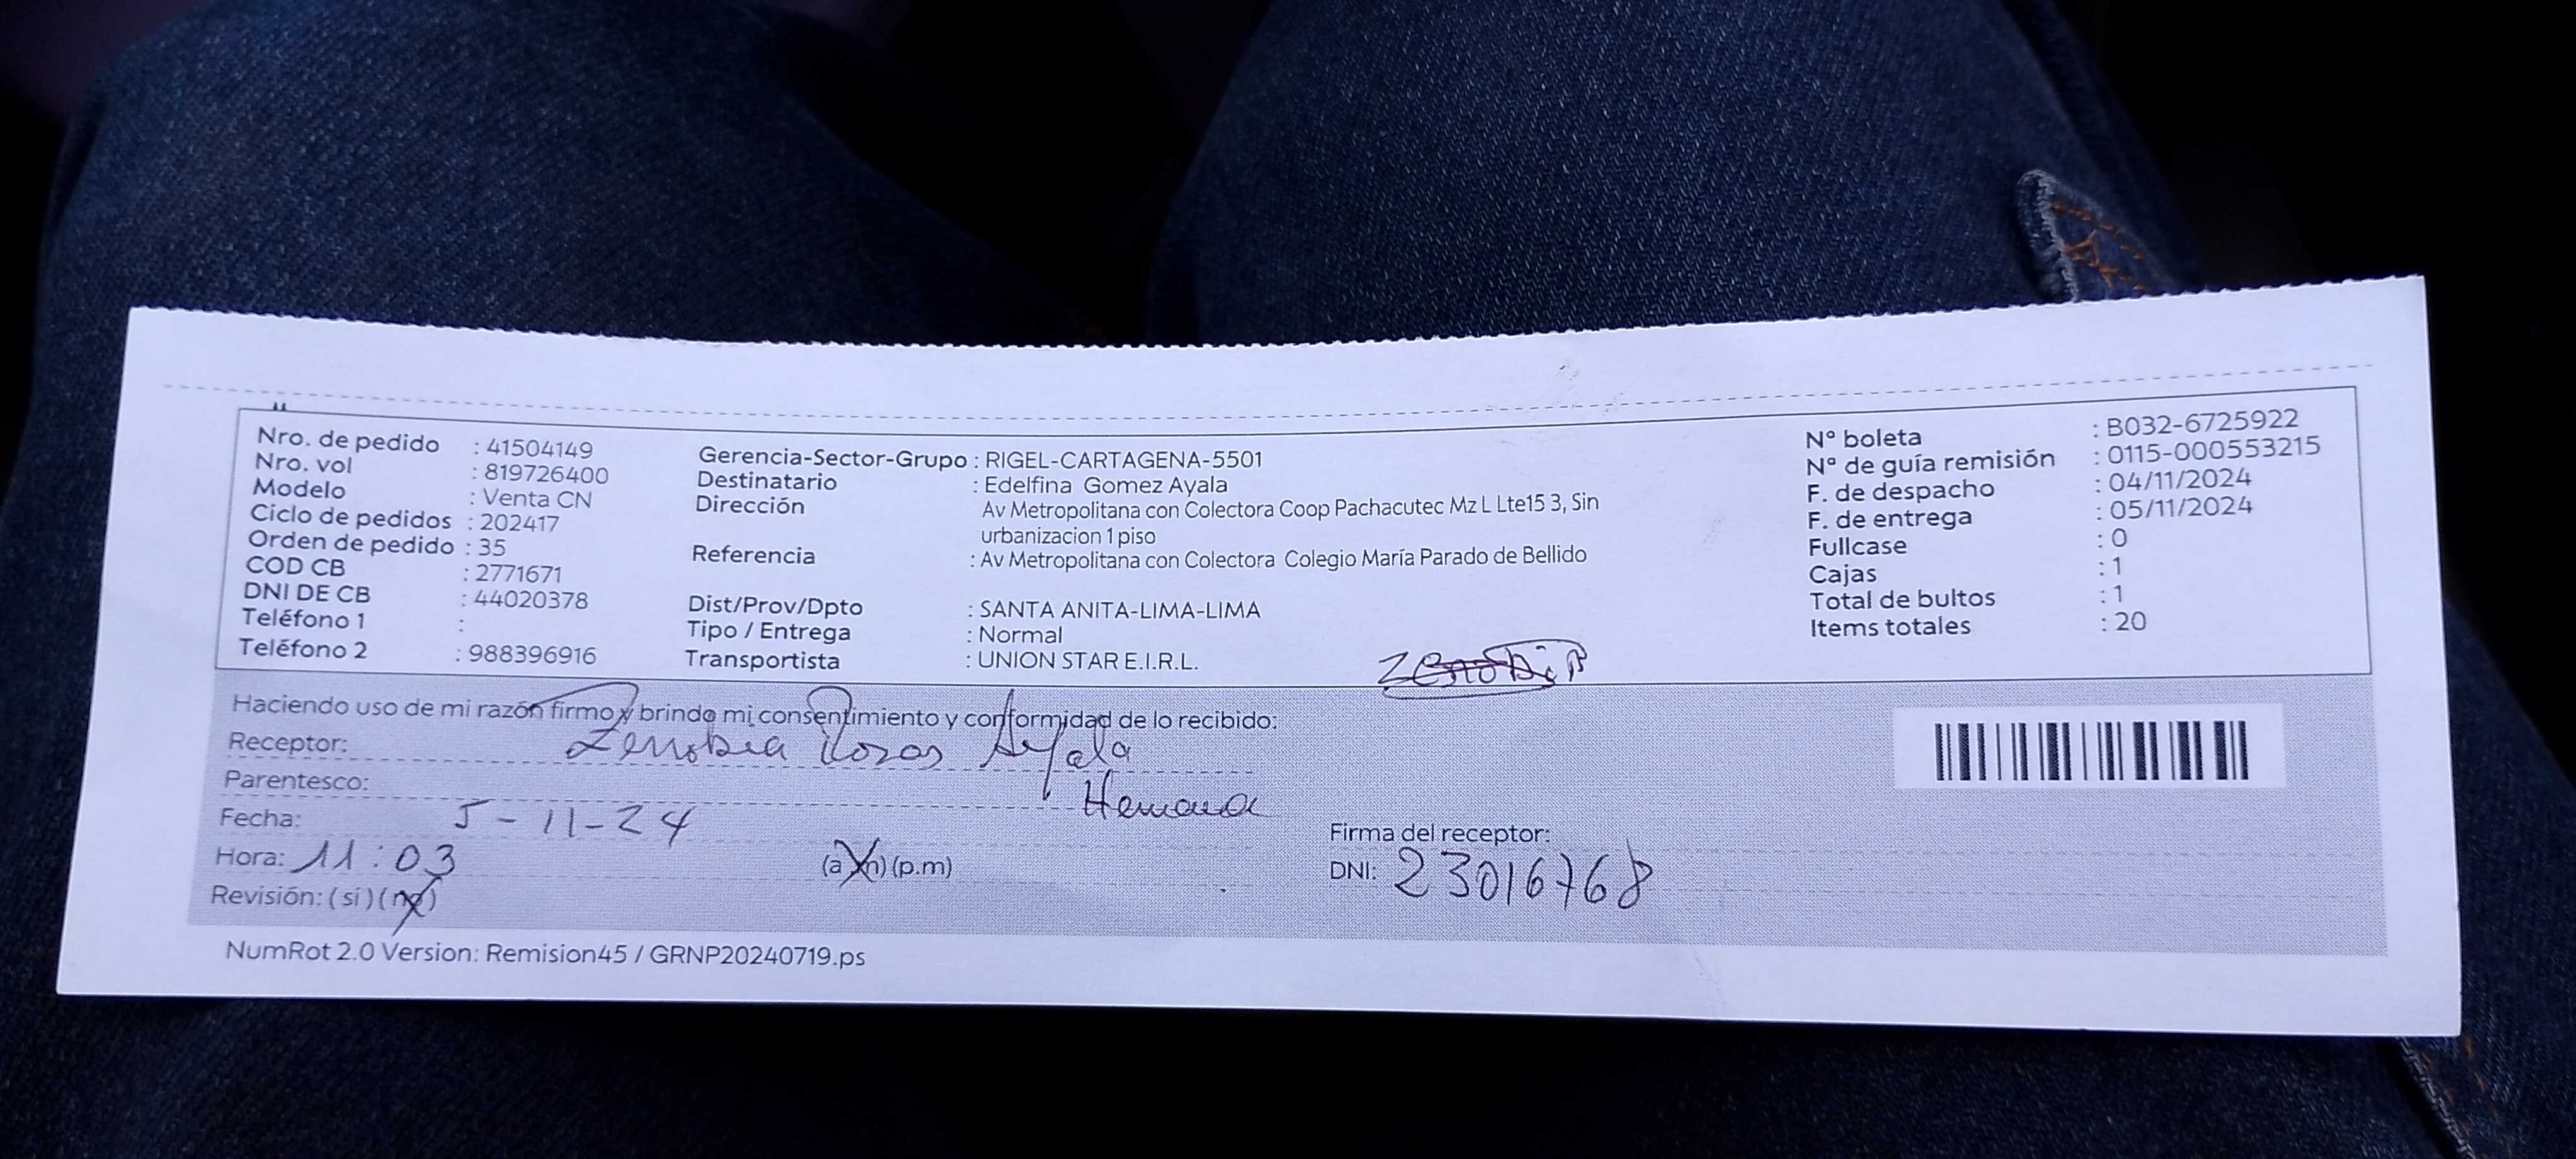 Nro. de pedido : 41504149
Nro. vol : 819726400
Modelo : Venta CN
Ciclo de pedidos : 202417
Orden de pedido : 35
COD CB : 2771671
DNI DE CB : 44020378
Teléfono 1 :
Teléfono 2 : 988396916
Gerencia-Sector-Grupo : RIGEL-CARTAGENA-5501
Destinatario : Edelfina Gomez Ayala
Dirección Av Metropolitana con Colectora Coop Pachacutec Mz L Lte15 3, Sin
urbanizacion 1 piso
Referencia : Av Metropolitana con Colectora Colegio María Parado de Bellido
Dist/Prov/Dpto : SANTA ANITA-LIMA-LIMA
Tipo / Entrega : Normal
Transportista : UNION STAR E.I.R.L.
N° boleta : B032-6725922
N° de guía remisión : 0115-000553215
F. de despacho : 04/11/2024
F. de entrega : 05/11/2024
Fullcase : 0
Cajas : 1
Total de bultos : 1
Items totales : 20
Haciendo uso de mi razón firmo y brindo mi consentimiento y conformidad de lo recibido:
Receptor: Zenobia Rosas Ayala
Parentesco: Hermana
Fecha: 5-11-24
Hora: 11:03 (a.m) (p.m)
Revisión: (si) (no)
Firma del receptor:
DNI: 23016768
NumRot 2.0 Version: Remision45 / GRNP20240719.ps